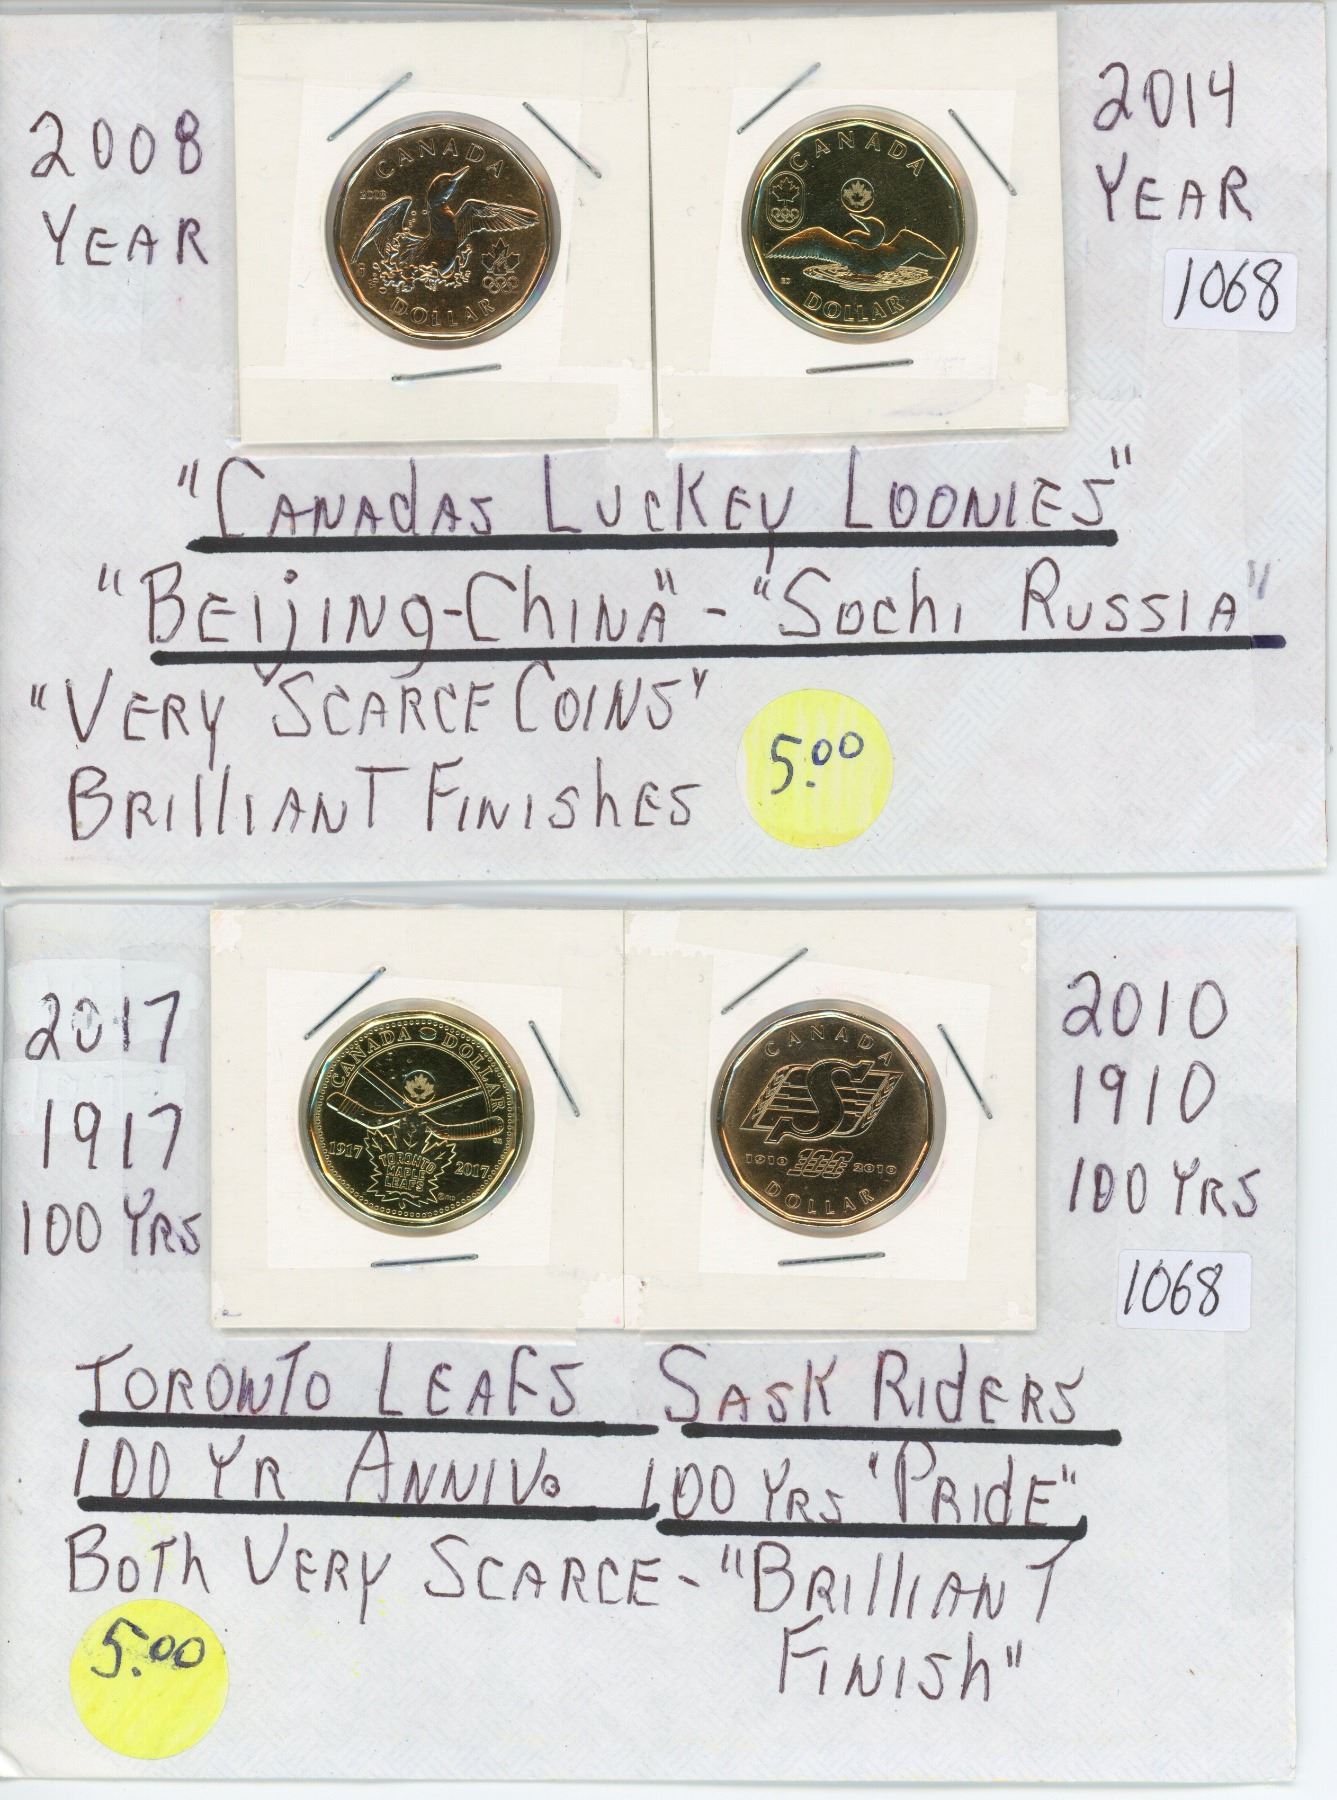 2008
YEAR
CANADA
2008
DOLLAR
CANADA
DOLLAR
2014
YEAR
1068
"CANAdAS LUCKEY LOONIES"
"BEIJING-ChINA" - "SOChI RUSSIA"
"VERY SCARCE COINS"
BRILLIANT FINIShES
5.00
2017
1917
100 YRS
CANADA DOLLAR
1917 2017
TORONTO
MAPLE
LEAFS
CANADA
S
1910 100 2010
DOLLAR
2010
1910
100 YRS
1068
TORONTO LEAFS SASK RIdERS
100 YR ANNIV. 100 YRS "PRIdE"
BOTh VERY SCARCE - "BRILLIANT
FINISh"
5.00